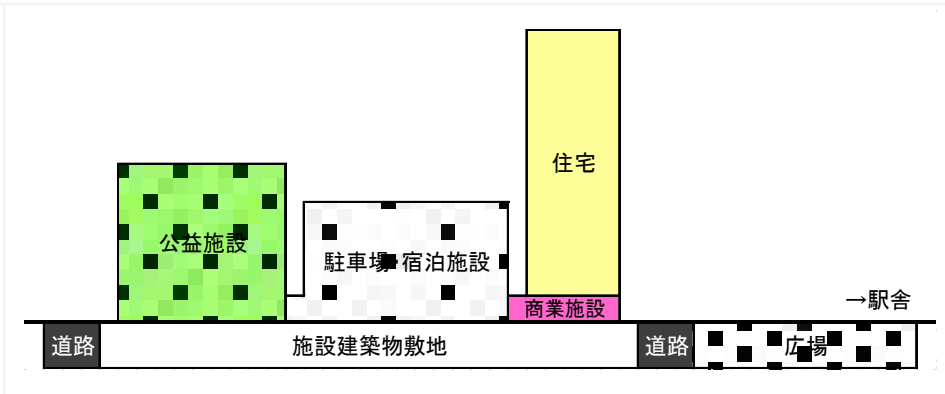 住宅
公益施設
駐車場・宿泊施設
商業施設
→駅舎
道路
施設建築物敷地
道路
広場